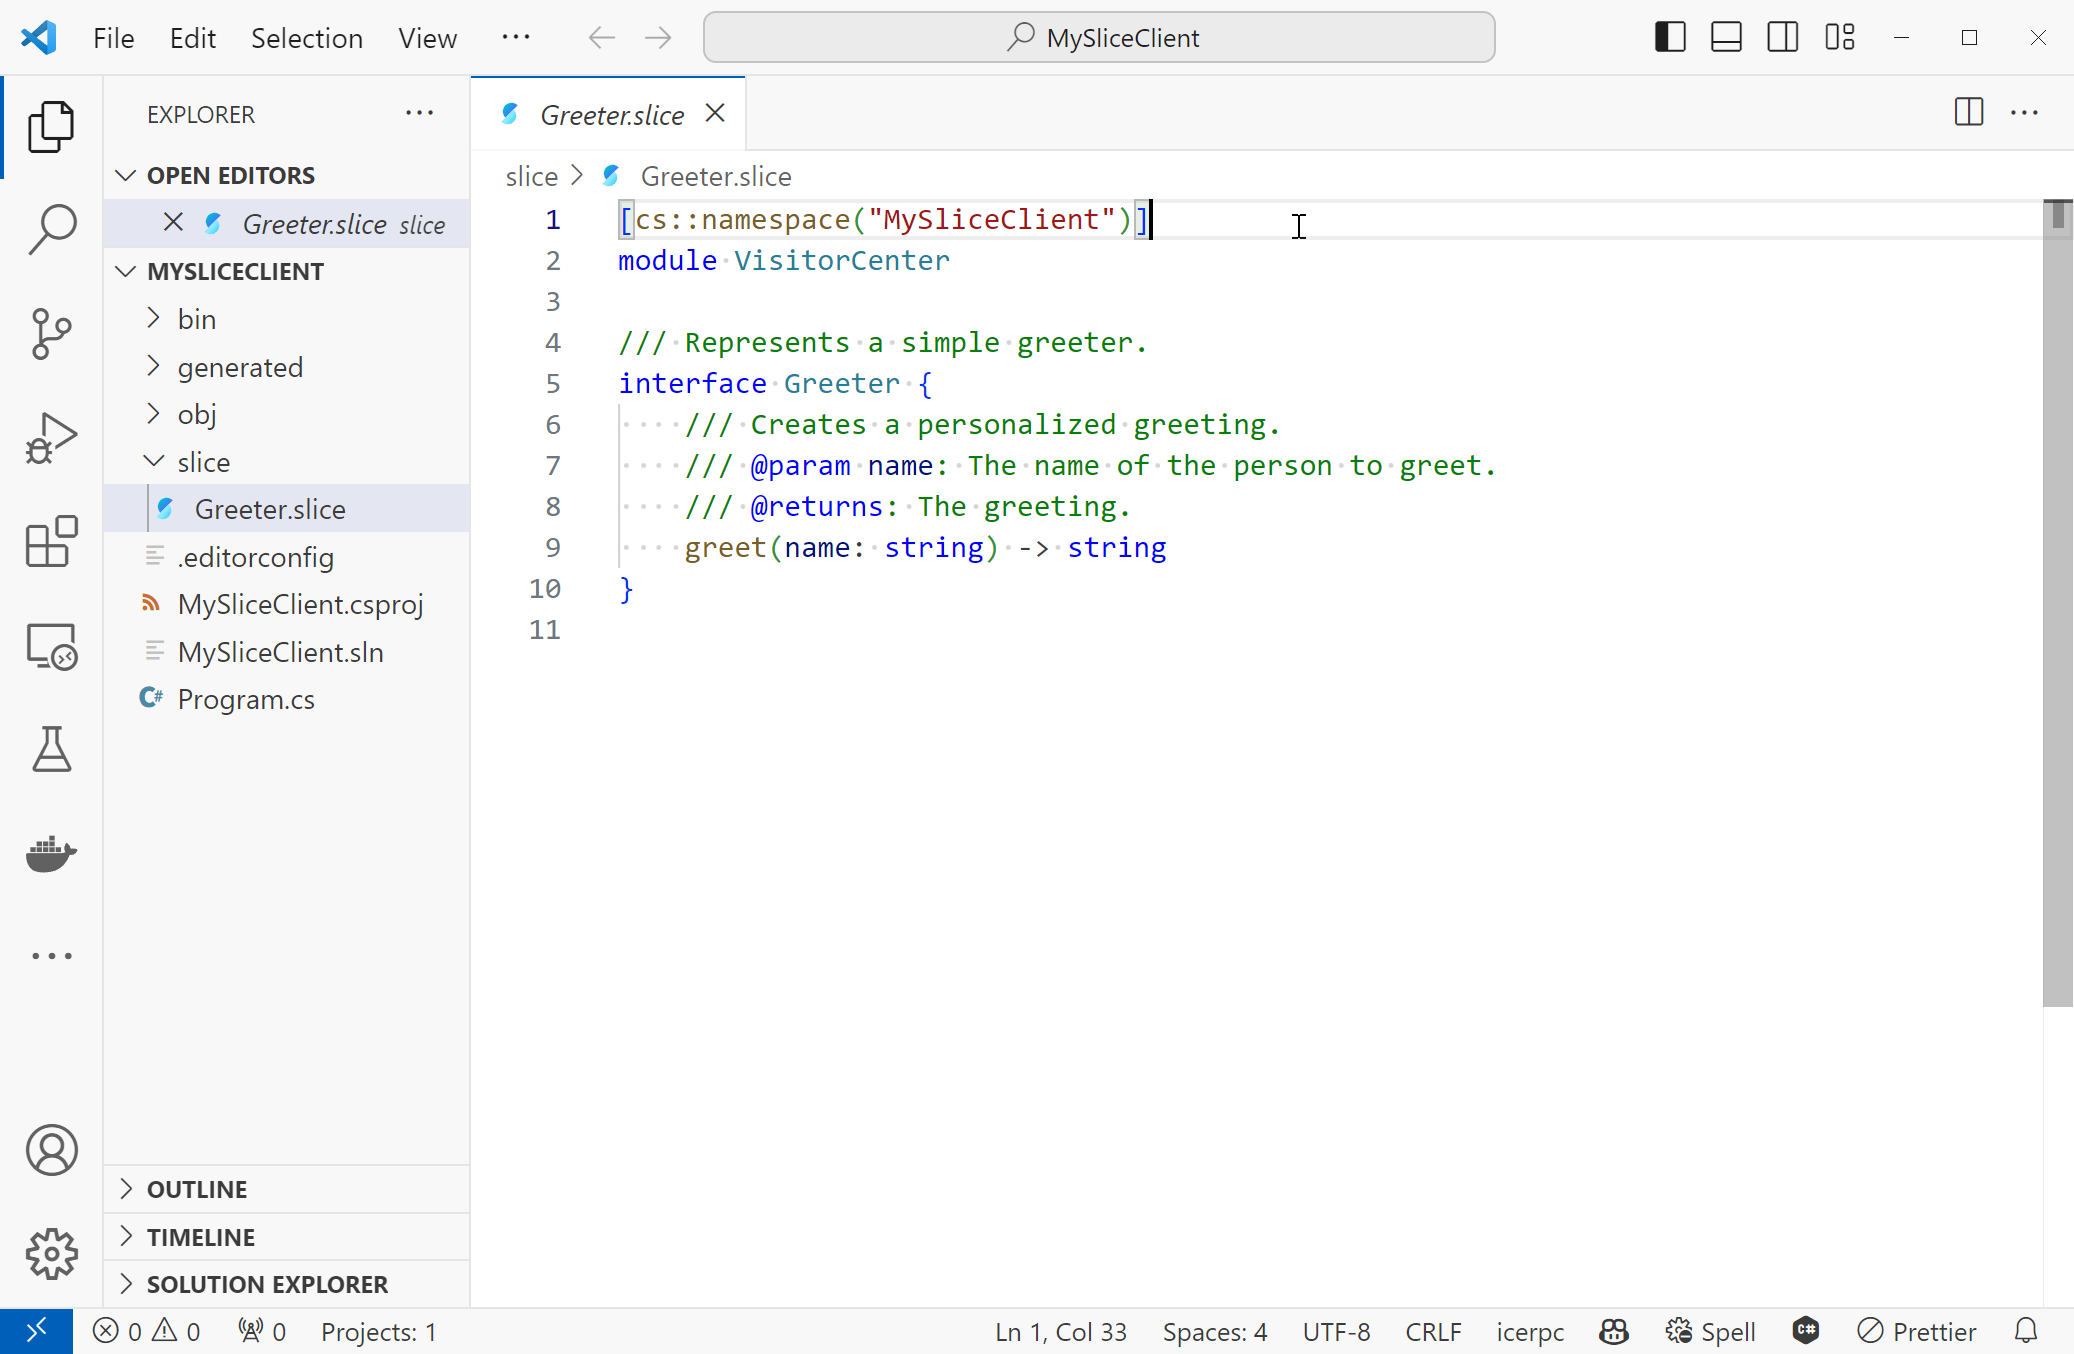 File Edit Selection View ··· MySliceClient
EXPLORER ···
OPEN EDITORS
Greeter.slice slice
MYSLICECLIENT
bin
generated
obj
slice
Greeter.slice
.editorconfig
MySliceClient.csproj
MySliceClient.sln
C# Program.cs
OUTLINE
TIMELINE
SOLUTION EXPLORER
Greeter.slice
slice > Greeter.slice
1 [cs::namespace("MySliceClient")]
2 module VisitorCenter
3
4 /// Represents a simple greeter.
5 interface Greeter {
6     /// Creates a personalized greeting.
7     /// @param name: The name of the person to greet.
8     /// @returns: The greeting.
9     greet(name: string) -> string
10 }
11
0 0 0 Projects: 1 Ln 1, Col 33 Spaces: 4 UTF-8 CRLF icerpc Spell C# Prettier